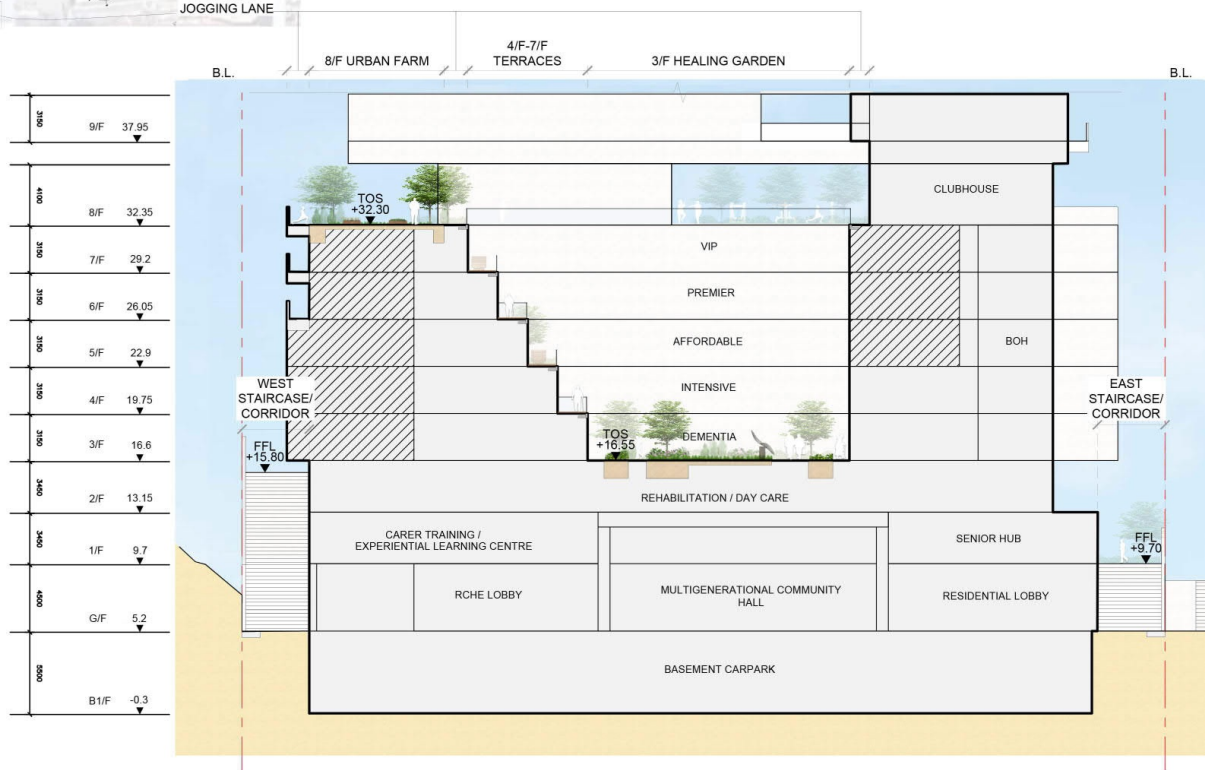 JOGGING LANE
8/F URBAN FARM
4/F-7/F
TERRACES
3/F HEALING GARDEN
B.L.
B.L.
3150
9/F 37.95
4100
8/F 32.35
3150
7/F 29.2
3150
6/F 26.05
3150
5/F 22.9
3150
4/F 19.75
3150
3/F 16.6
3450
2/F 13.15
3450
1/F 9.7
4500
G/F 5.2
5500
B1/F -0.3
TOS
+32.30
CLUBHOUSE
VIP
PREMIER
AFFORDABLE
BOH
INTENSIVE
WEST
STAIRCASE/
CORRIDOR
EAST
STAIRCASE/
CORRIDOR
TOS
+16.55
DEMENTIA
FFL
+15.80
REHABILITATION / DAY CARE
CARER TRAINING /
EXPERIENTIAL LEARNING CENTRE
SENIOR HUB
FFL
+9.70
RCHE LOBBY
MULTIGENERATIONAL COMMUNITY
HALL
RESIDENTIAL LOBBY
BASEMENT CARPARK